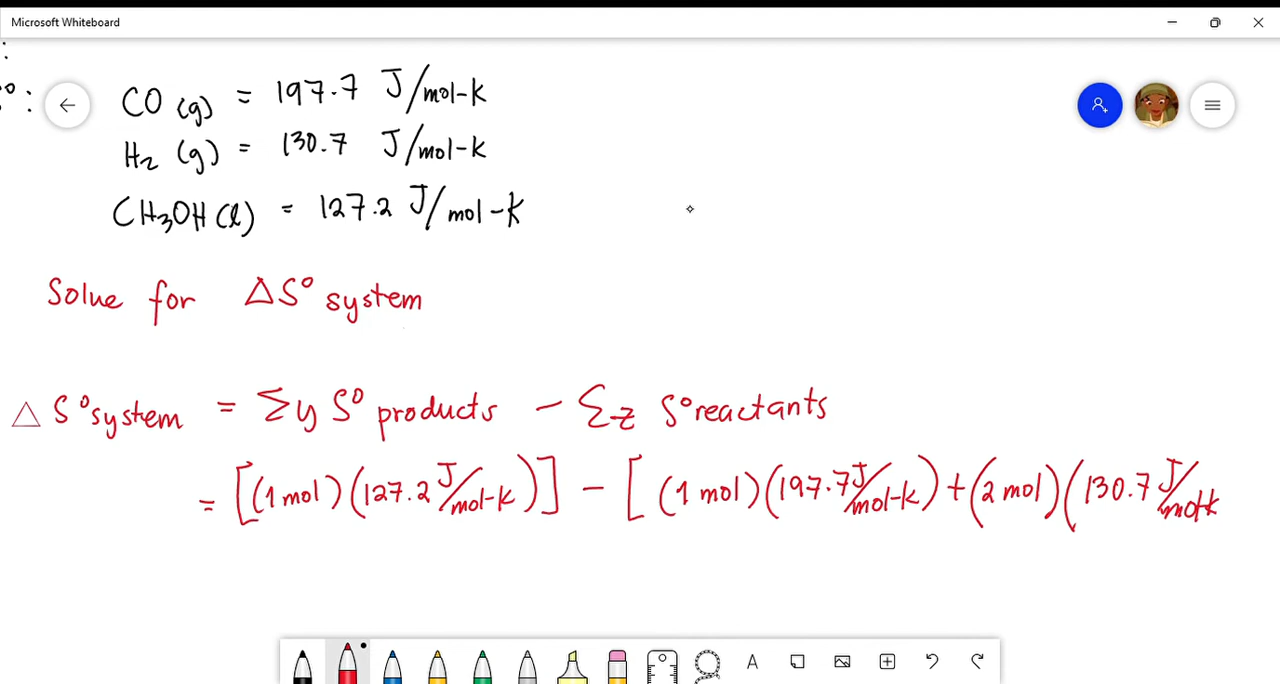 Microsoft Whiteboard
:
° :
CO (g) = 197.7 J/mol-K
H₂ (g) = 130.7 J/mol-K
CH₃OH (l) = 127.2 J/mol-K
Solve for ΔS° system
Δ S° system = Σy S° products - Σz S° reactants
= [(1 mol) (127.2 J/mol-K)] - [(1 mol) (197.7 J/mol-K) + (2 mol) (130.7 J/mol-K
A